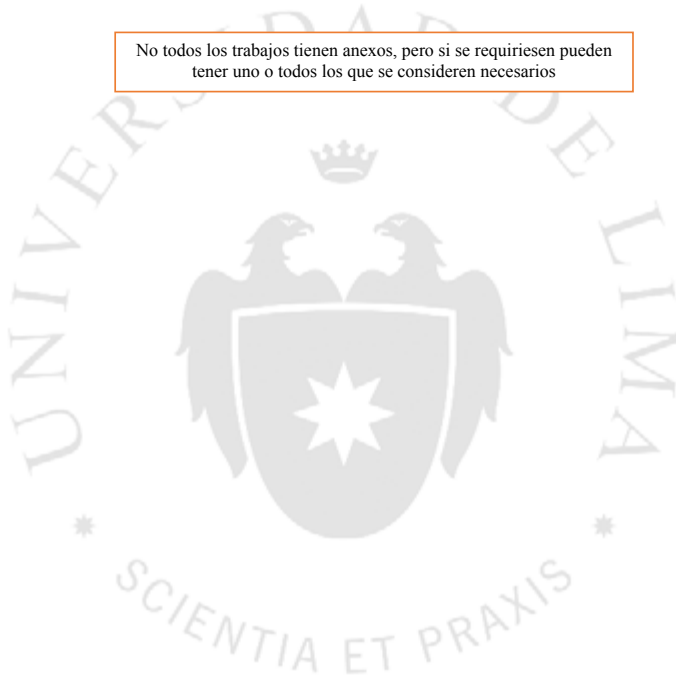 No todos los trabajos tienen anexos, pero si se requiriesen pueden
tener uno o todos los que se consideren necesarios
UNIVERSIDAD DE LIMA
SCIENTIA ET PRAXIS